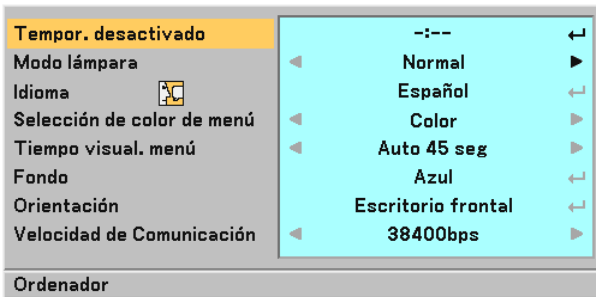 Tempor. desactivado -:--
Modo lámpara Normal
Idioma Español
Selección de color de menú Color
Tiempo visual. menú Auto 45 seg
Fondo Azul
Orientación Escritorio frontal
Velocidad de Comunicación 38400bps
Ordenador